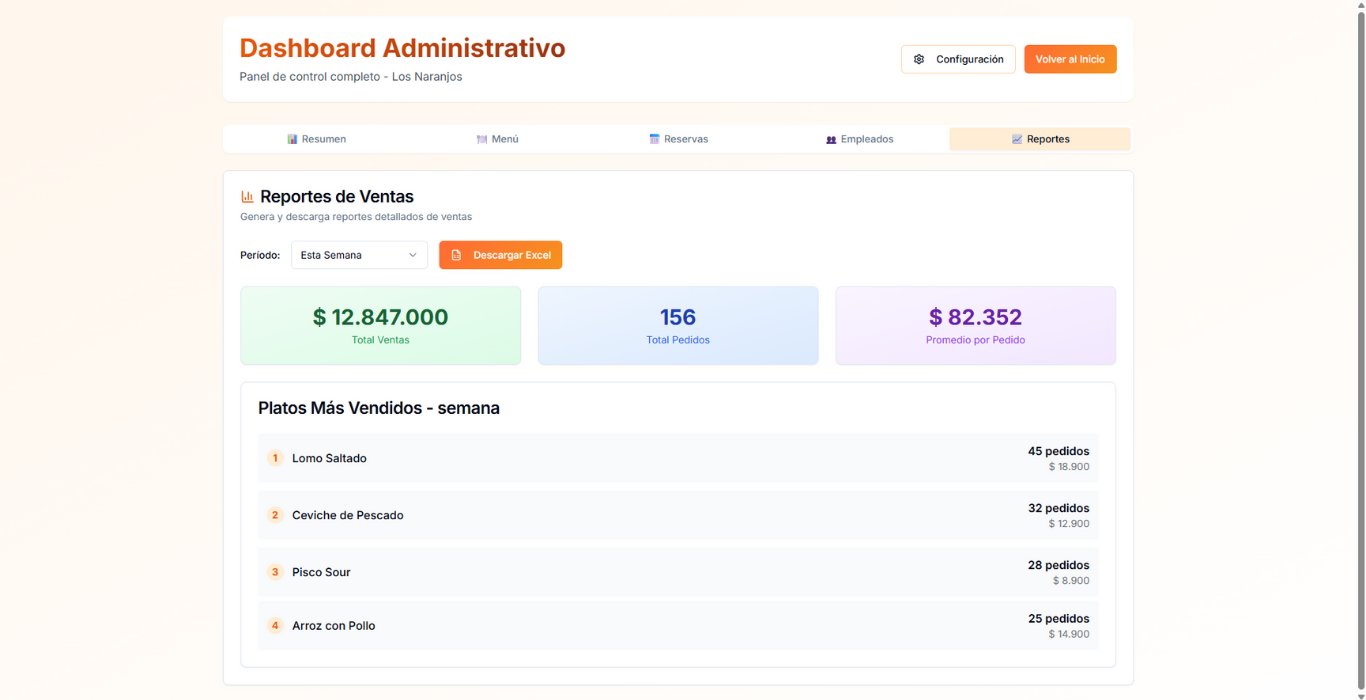 Dashboard Administrativo
Panel de control completo - Los Naranjos
Configuración
Volver al Inicio
Resumen
Menú
Reservas
Empleados
Reportes
Reportes de Ventas
Genera y descarga reportes detallados de ventas
Período:
Esta Semana
Descargar Excel
$ 12.847.000
Total Ventas
156
Total Pedidos
$ 82.352
Promedio por Pedido
Platos Más Vendidos - semana
1 Lomo Saltado
45 pedidos
$ 18.900
2 Ceviche de Pescado
32 pedidos
$ 12.900
3 Pisco Sour
28 pedidos
$ 8.900
4 Arroz con Pollo
25 pedidos
$ 14.900